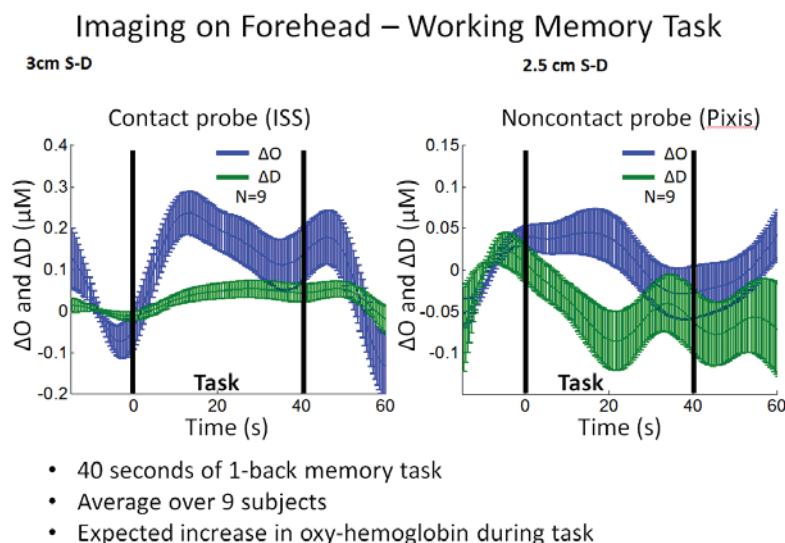 Imaging on Forehead – Working Memory Task
3cm S-D
2.5 cm S-D
Contact probe (ISS)
Noncontact probe (Pixis)
ΔO and ΔD (μM)
0.4
0.3
0.2
0.1
0
-0.1
-0.2
ΔO
ΔD
N=9
Task
0
20
40
60
Time (s)
ΔO and ΔD (μM)
0.15
0.1
0.05
0
-0.05
-0.1
ΔO
ΔD
N=9
Task
0
20
40
60
Time (s)
• 40 seconds of 1-back memory task
• Average over 9 subjects
• Expected increase in oxy-hemoglobin during task